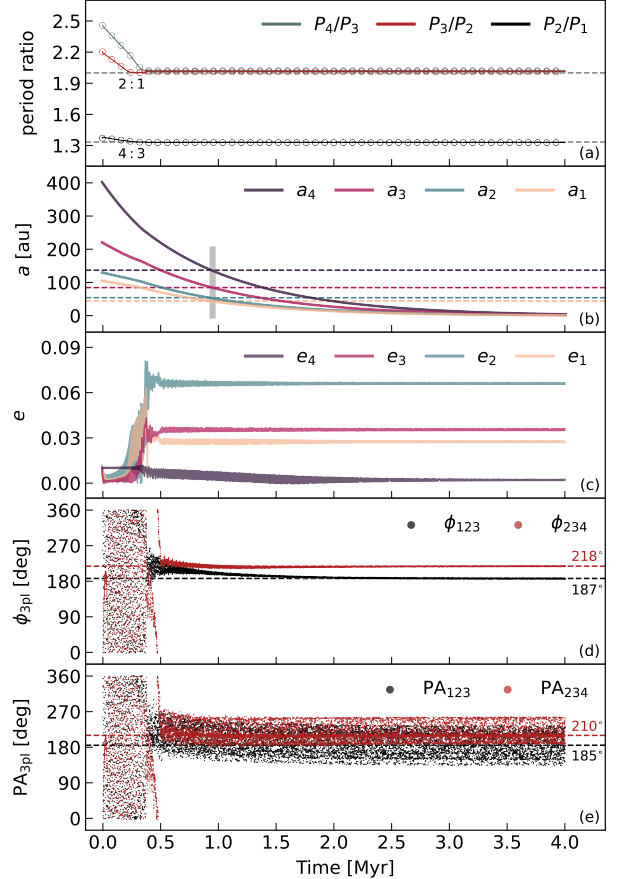 P₄/P₃ P₃/P₂ P₂/P₁
2.5
2.2
1.9
1.6
1.3
period ratio
2:1
4:3
(a)
a₄ a₃ a₂ a₁
400
300
200
100
0
a [au]
(b)
e₄ e₃ e₂ e₁
0.09
0.06
0.03
0.00
e
(c)
ϕ₁₂₃ ϕ₂₃₄
360
270
180
90
0
ϕ₃ₚₗ [deg]
218°
187°
(d)
PA₁₂₃ PA₂₃₄
360
270
180
90
0
PA₃ₚₗ [deg]
210°
185°
(e)
0.0 0.5 1.0 1.5 2.0 2.5 3.0 3.5 4.0
Time [Myr]